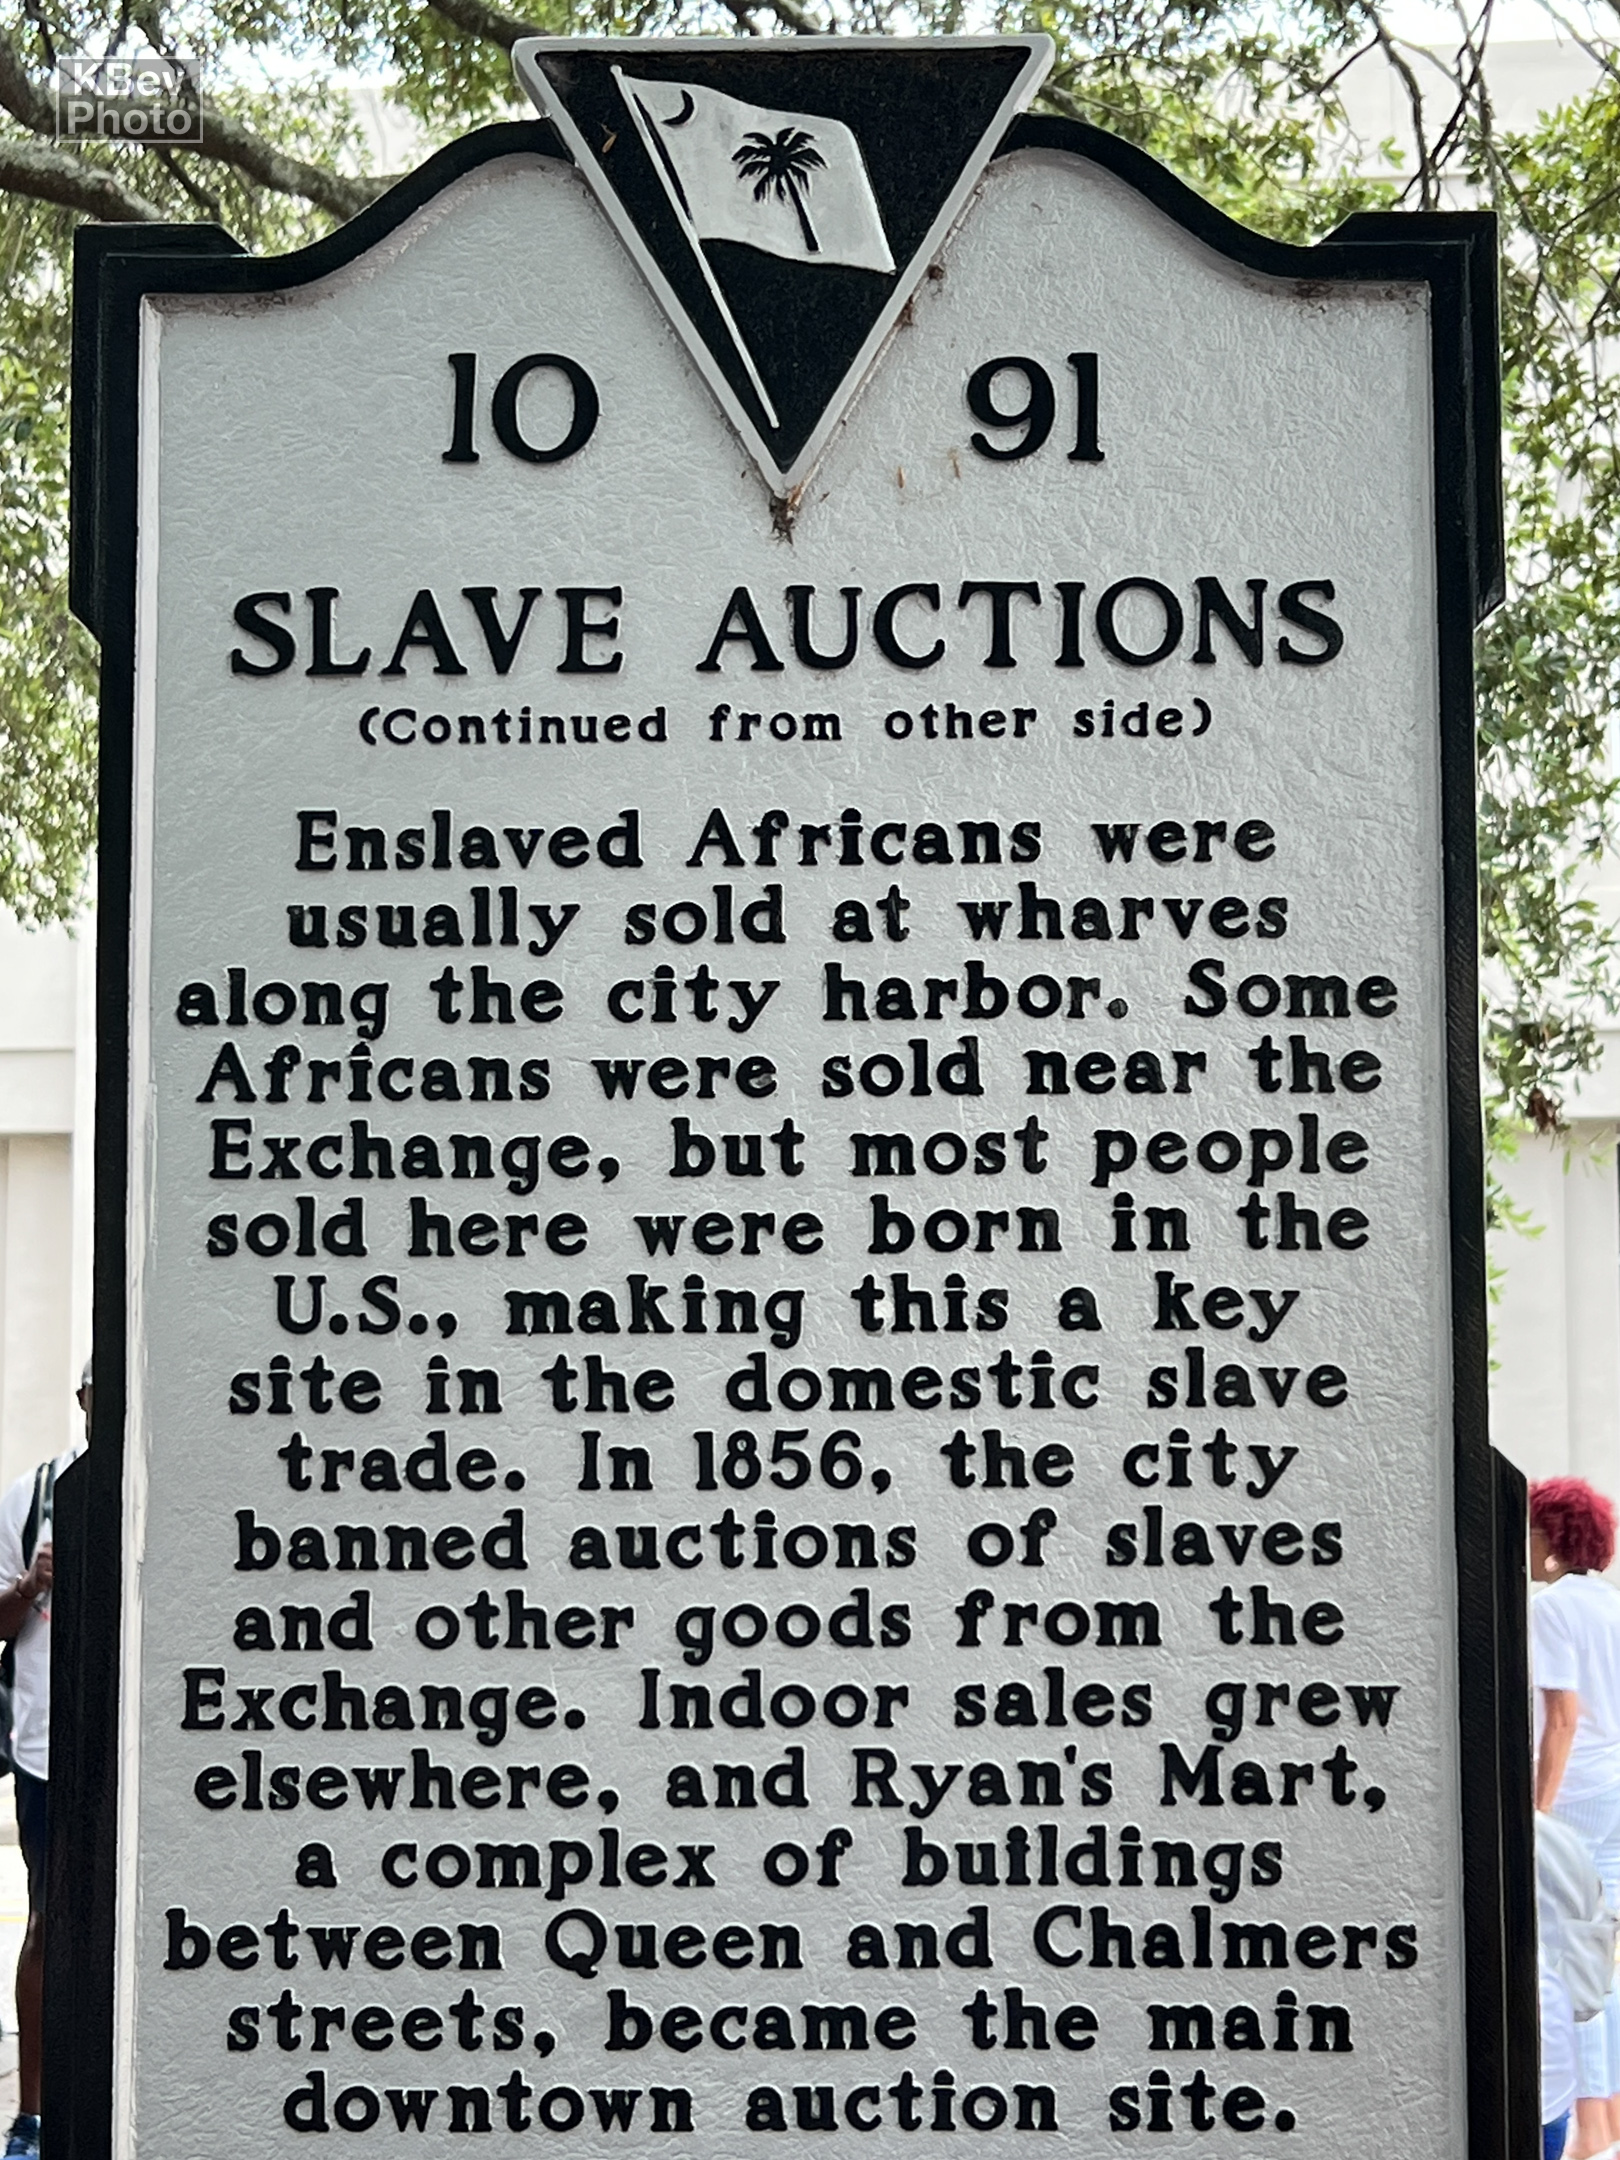 KBev
Photo
10 91
SLAVE AUCTIONS
(Continued from other side)
Enslaved Africans were
usually sold at wharves
along the city harbor. Some
Africans were sold near the
Exchange, but most people
sold here were born in the
U.S., making this a key
site in the domestic slave
trade. In 1856, the city
banned auctions of slaves
and other goods from the
Exchange. Indoor sales grew
elsewhere, and Ryan's Mart,
a complex of buildings
between Queen and Chalmers
streets, became the main
downtown auction site.